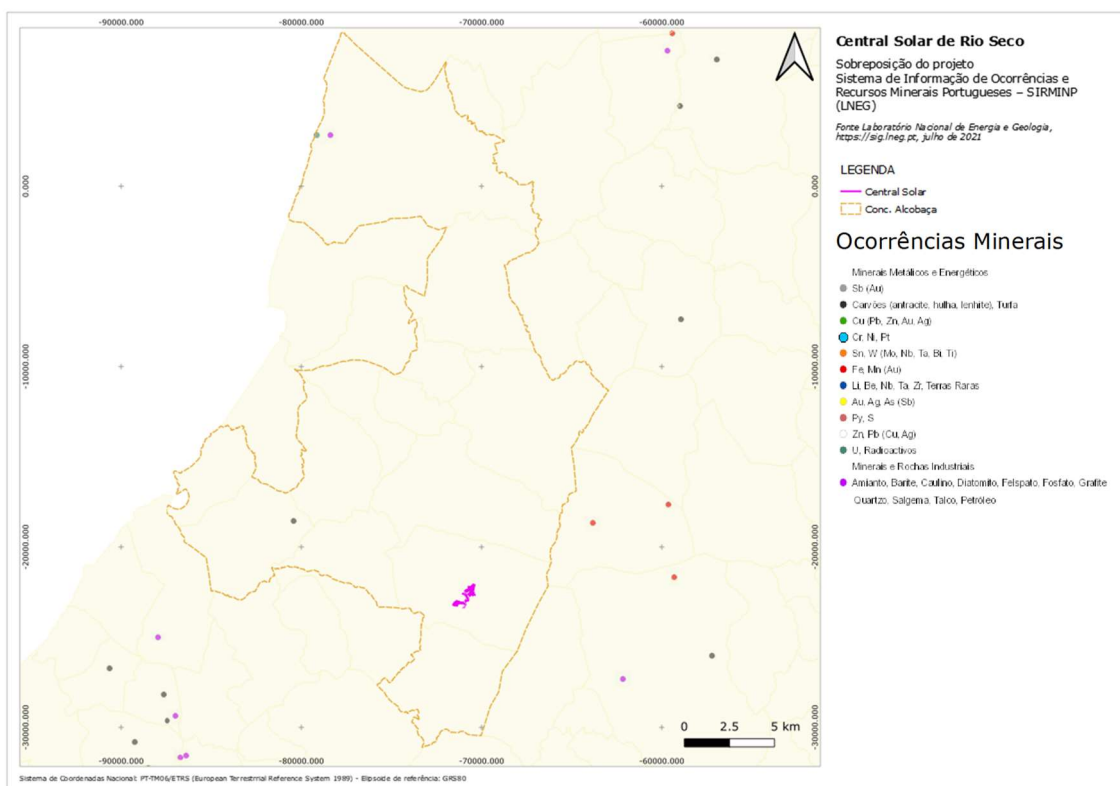 -90000.000 -80000.000 -70000.000 -60000.000
0.000 0.000
-10000.000 -10000.000
-20000.000 -20000.000
-30000.000 -30000.000
-90000.000 -80000.000 -70000.000 -60000.000
0 2.5 5 km
Sistema de Coordenadas Nacional: PT-TM06/ETRS (European Terrestrial Reference System 1989) - Elipsoide de referência: GRS80
Central Solar de Rio Seco
Sobreposição do projeto
Sistema de Informação de Ocorrências e
Recursos Minerais Portugueses – SIRMINP
(LNEG)
Fonte Laboratório Nacional de Energia e Geologia,
https://sig.lneg.pt, julho de 2021
LEGENDA
Central Solar
Conc. Alcobaça
Ocorrências Minerais
Minerais Metálicos e Energéticos
Sb (Au)
Carvões (antracite, hulha, lenhite), Turfa
Cu (Pb, Zn, Au, Ag)
Cr, Ni, Pt
Sn, W (Mo, Nb, Ta, Bi, Ti)
Fe, Mn (Au)
Li, Be, Nb, Ta, Zr, Terras Raras
Au, Ag, As (Sb)
Py, S
Zn, Pb (Cu, Ag)
U, Radioactivos
Minerais e Rochas Industriais
Amianto, Barite, Caulino, Diatomito, Felspato, Fosfato, Grafite
Quartzo, Salgema, Talco, Petróleo